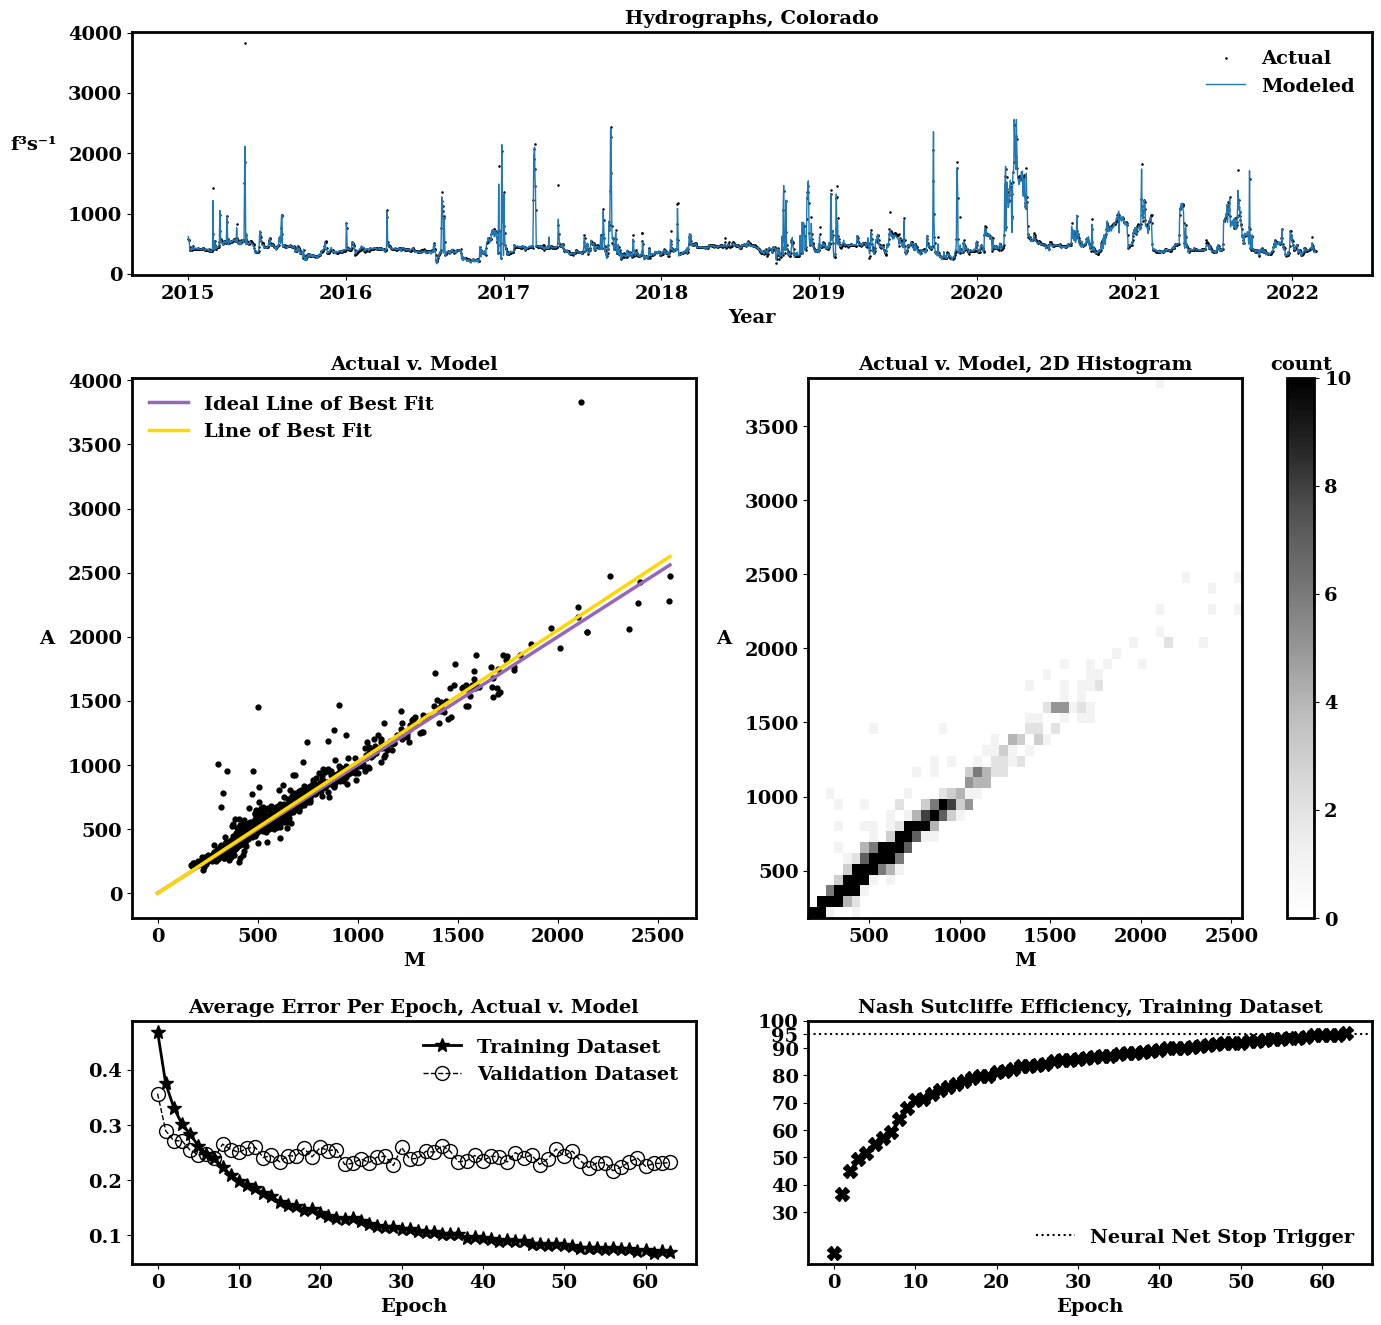 Hydrographs, Colorado
4000
3000
2000
1000
0
f³s⁻¹
Actual
Modeled
2015 2016 2017 2018 2019 2020 2021 2022
Year
Actual v. Model
4000
3500
3000
2500
2000
1500
1000
500
0
A
Ideal Line of Best Fit
Line of Best Fit
0 500 1000 1500 2000 2500
M
Actual v. Model, 2D Histogram
3500
3000
2500
2000
1500
1000
500
A
500 1000 1500 2000 2500
M
count
10
8
6
4
2
0
Average Error Per Epoch, Actual v. Model
0.4
0.3
0.2
0.1
Training Dataset
Validation Dataset
0 10 20 30 40 50 60
Epoch
Nash Sutcliffe Efficiency, Training Dataset
100
95
90
80
70
60
50
40
30
Neural Net Stop Trigger
0 10 20 30 40 50 60
Epoch